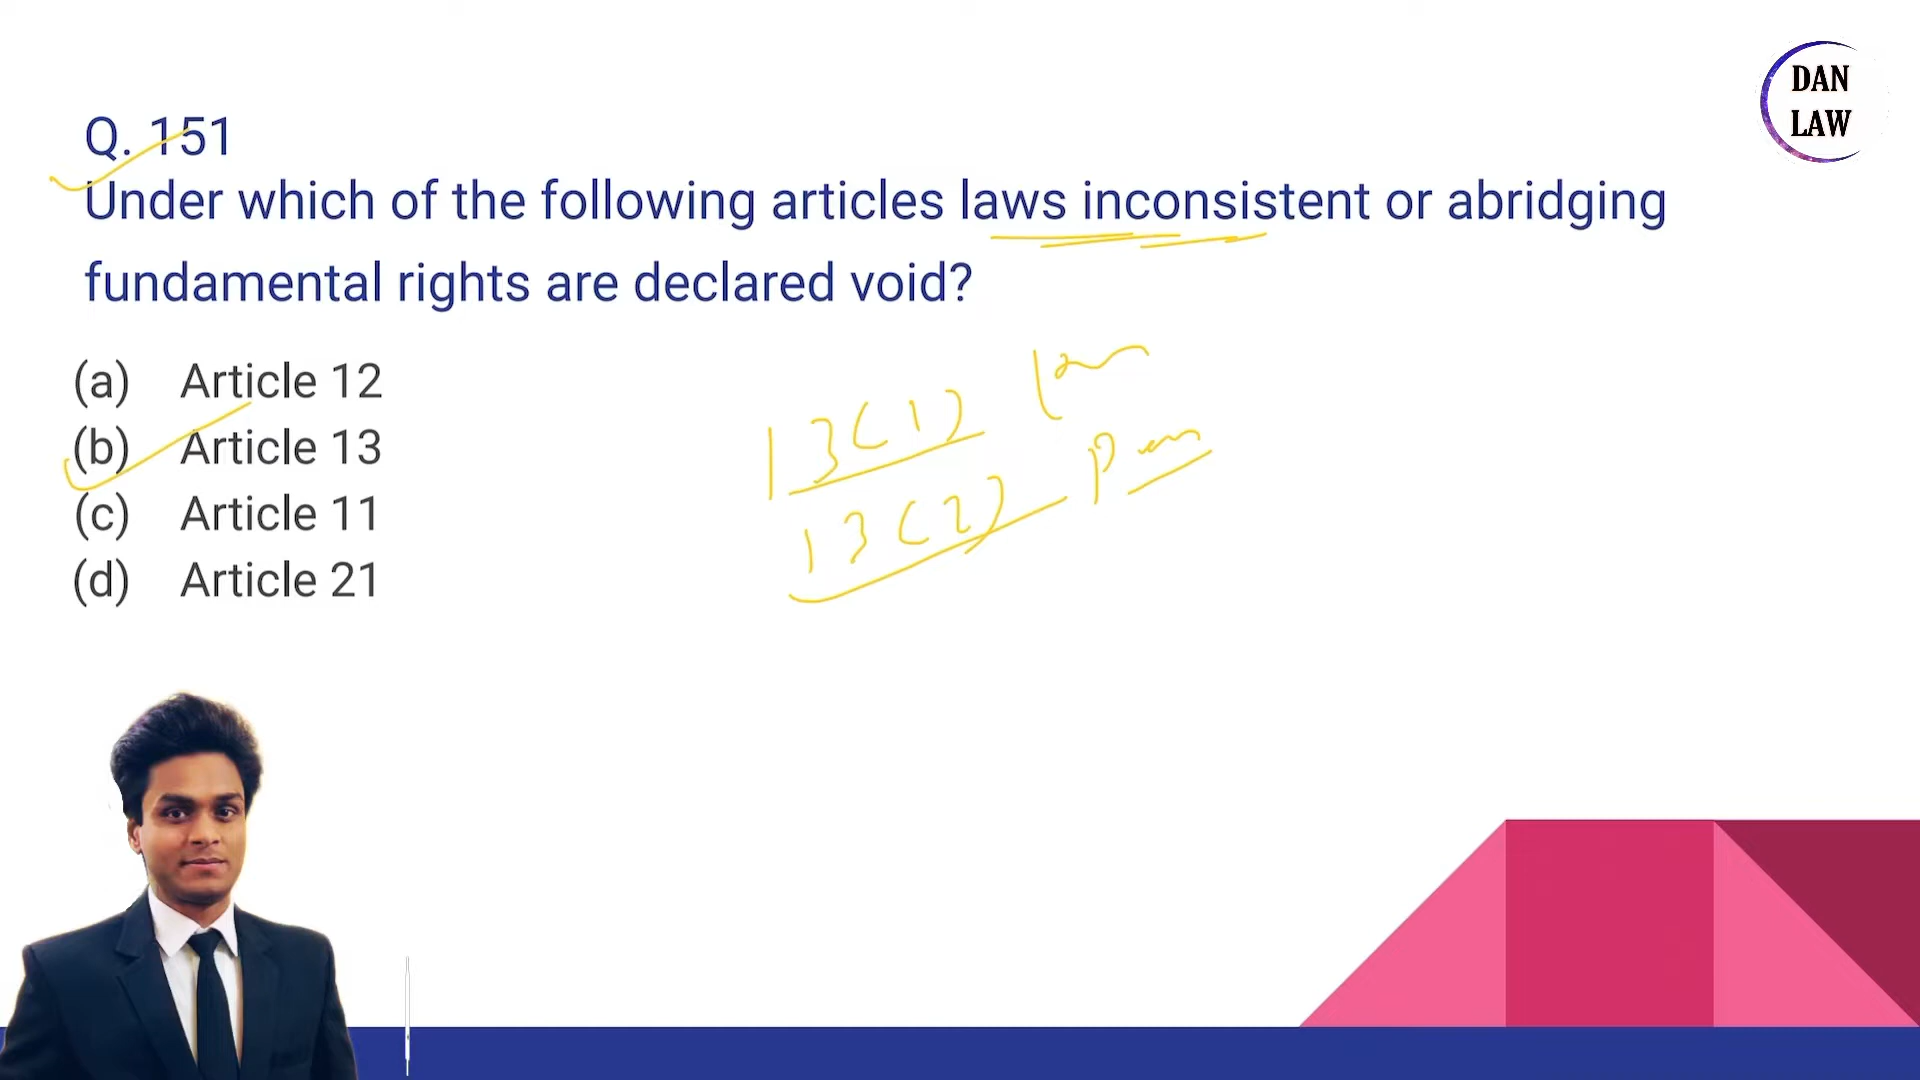 DAN
LAW
Q. 151
Under which of the following articles laws inconsistent or abridging
fundamental rights are declared void?
(a) Article 12
(b) Article 13
(c) Article 11
(d) Article 21
13(1)
13(2)